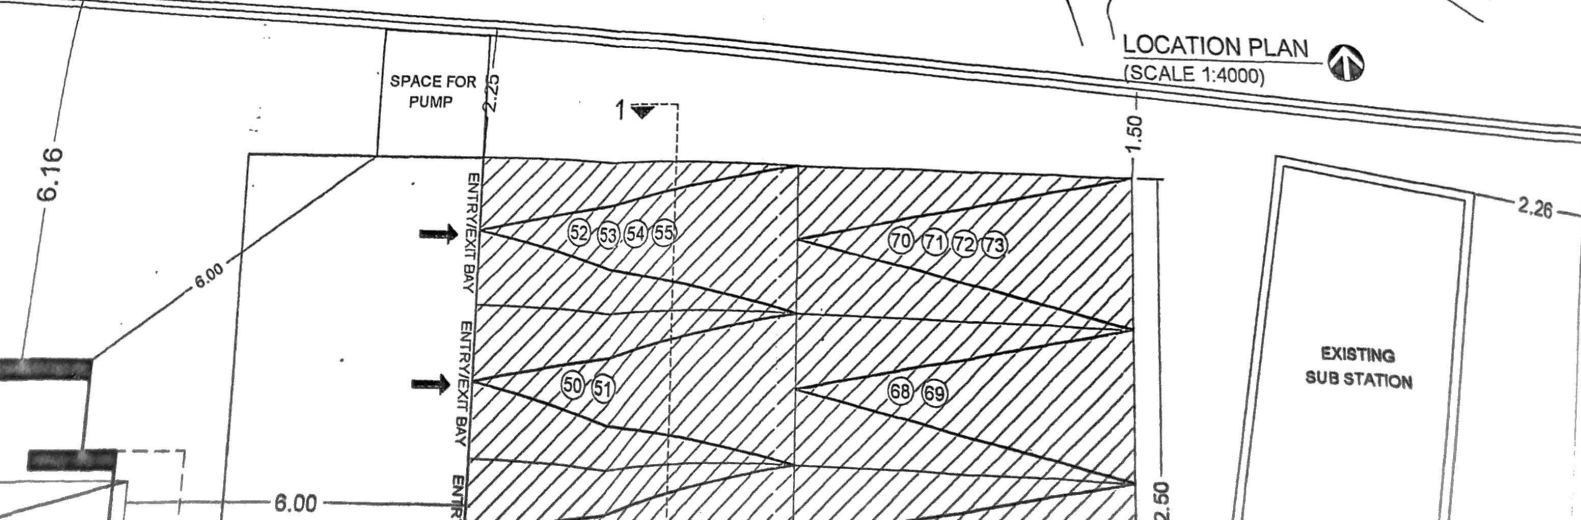 LOCATION PLAN
(SCALE 1:4000)
SPACE FOR
PUMP
2.25
1
1.50
6.16
ENTRY/EXIT BAY
52 53 54 55
70 71 72 73
2.26
6.00
ENTRY/EXIT BAY
50 51
68 69
EXISTING
SUB STATION
6.00
ENTR
2.50